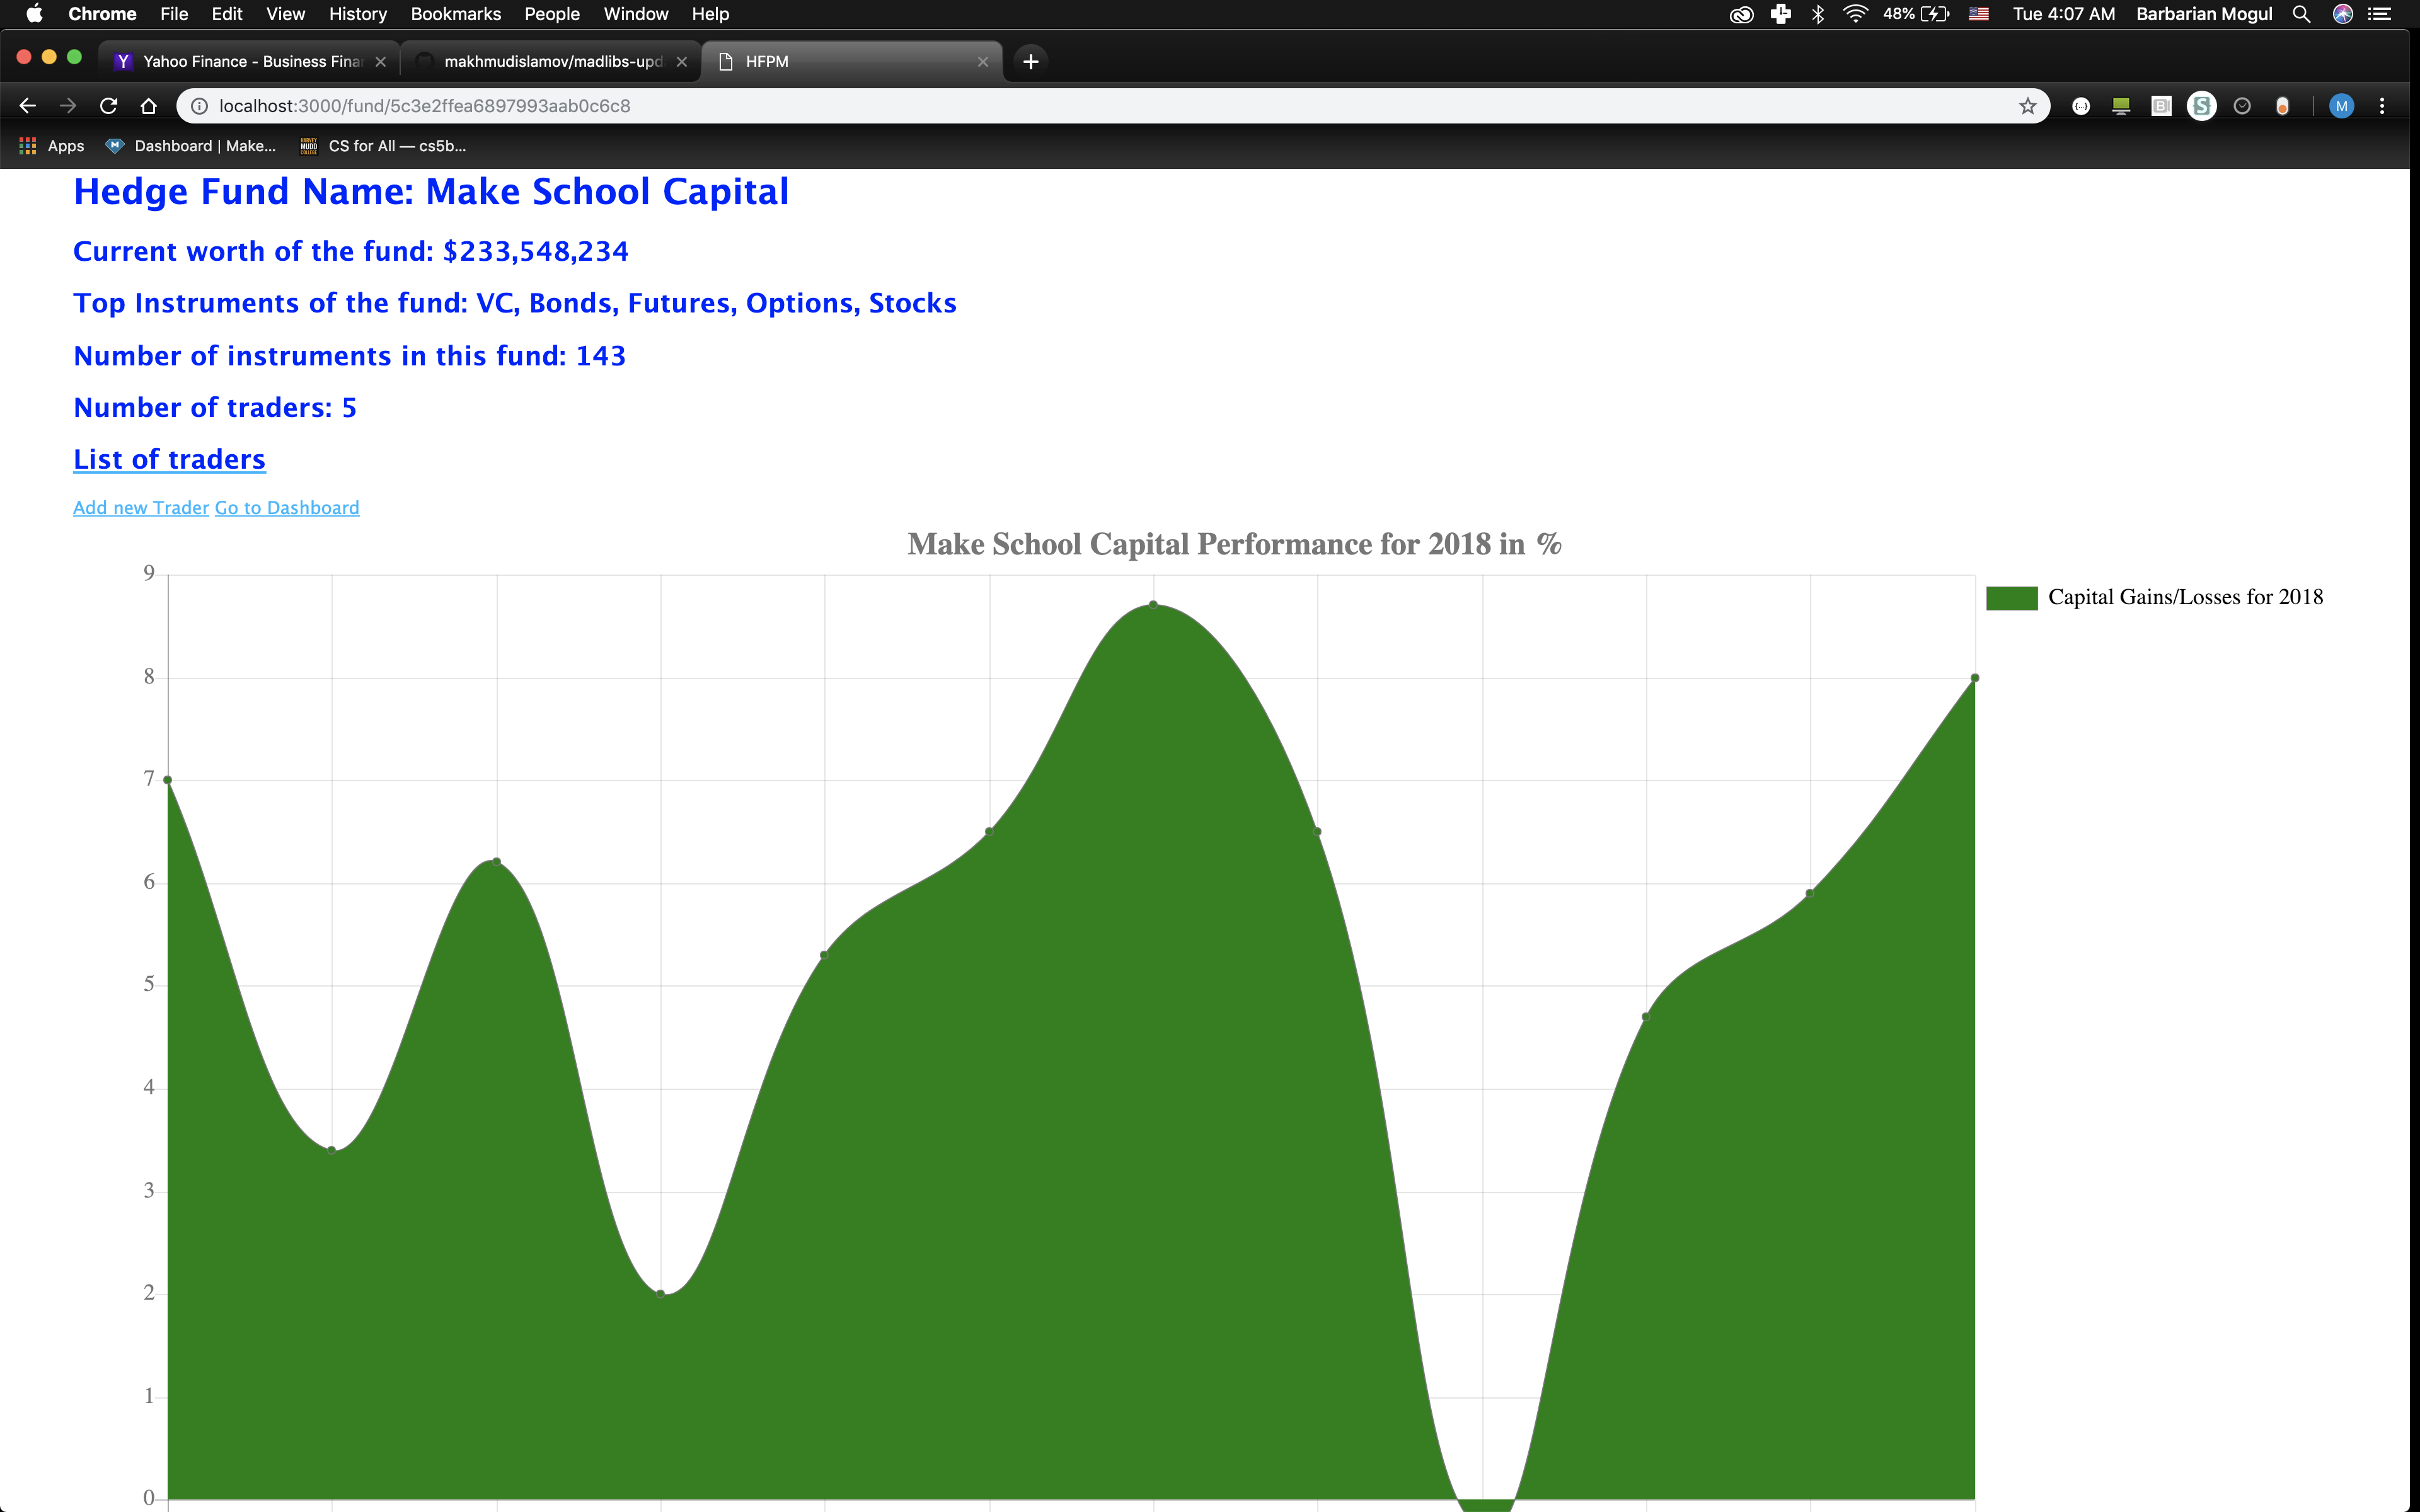 Chrome File Edit View History Bookmarks People Window Help 48% Tue 4:07 AM Barbarian Mogul
Yahoo Finance - Business Finan makhmudislamov/madlibs-upd HFPM
localhost:3000/fund/5c3e2ffea6897993aab0c6c8 M
Apps Dashboard | Make... CS for All — cs5b...
Hedge Fund Name: Make School Capital
Current worth of the fund: $233,548,234
Top Instruments of the fund: VC, Bonds, Futures, Options, Stocks
Number of instruments in this fund: 143
Number of traders: 5
List of traders
Add new Trader Go to Dashboard
Make School Capital Performance for 2018 in %
Capital Gains/Losses for 2018
9
8
7
6
5
4
3
2
1
0